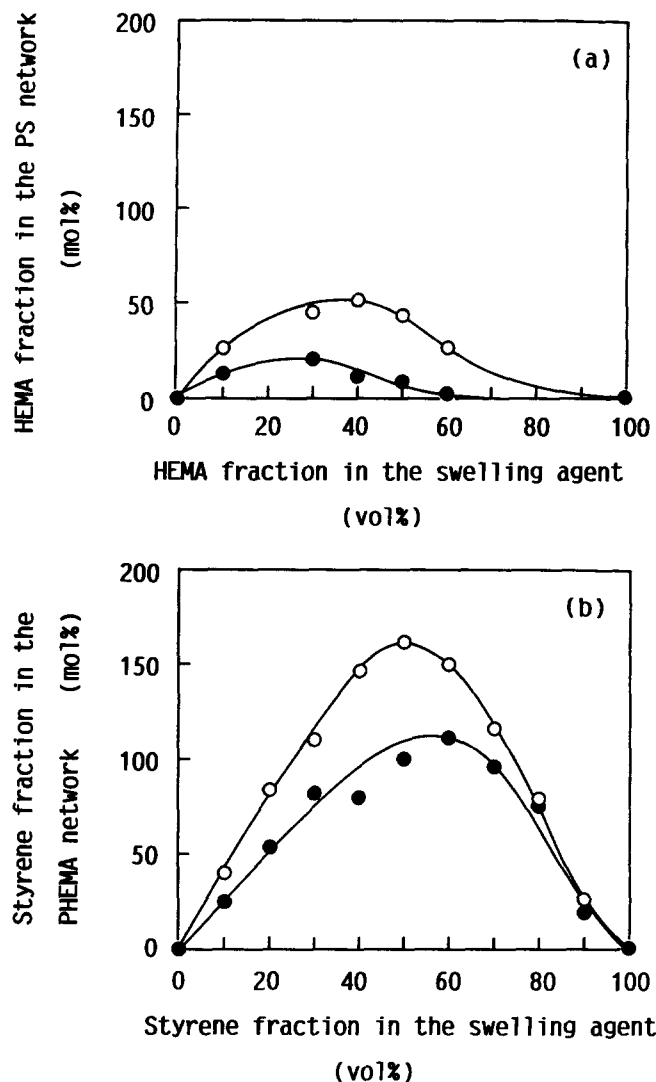 HEMA fraction in the PS network
(mol%)
200
150
100
50
0
(a)
0 20 40 60 80 100
HEMA fraction in the swelling agent
(vol%)
Styrene fraction in the
PHEMA network (mol%)
200
150
100
50
0
(b)
0 20 40 60 80 100
Styrene fraction in the swelling agent
(vol%)